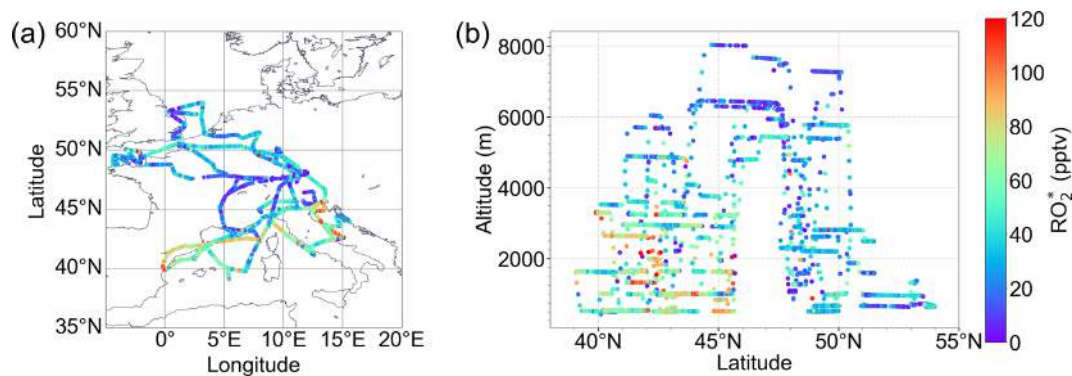 (a)
60°N
55°N
50°N
45°N
40°N
35°N
Latitude
0° 5°E 10°E 15°E 20°E
Longitude
(b)
8000
6000
4000
2000
Altitude (m)
40°N 45°N 50°N 55°N
Latitude
120
100
80
60
40
20
0
RO₂* (pptv)